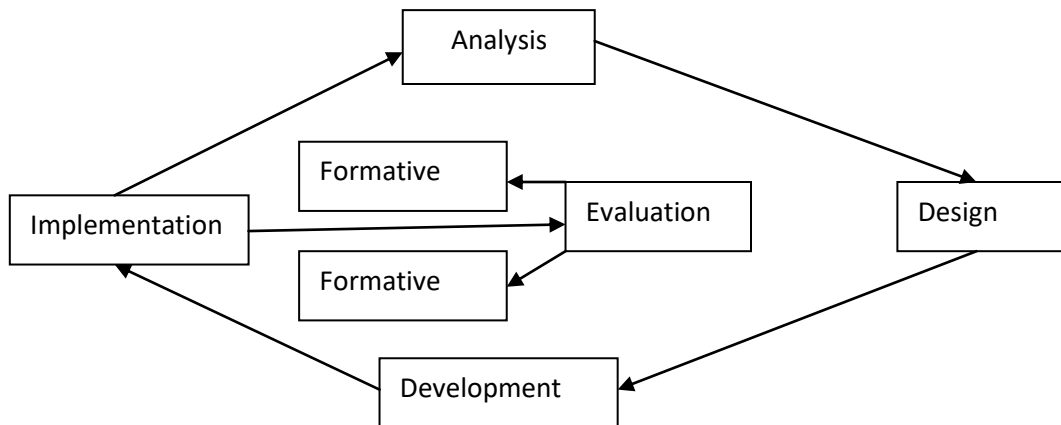 Analysis
Formative
Implementation
Evaluation
Design
Formative
Development